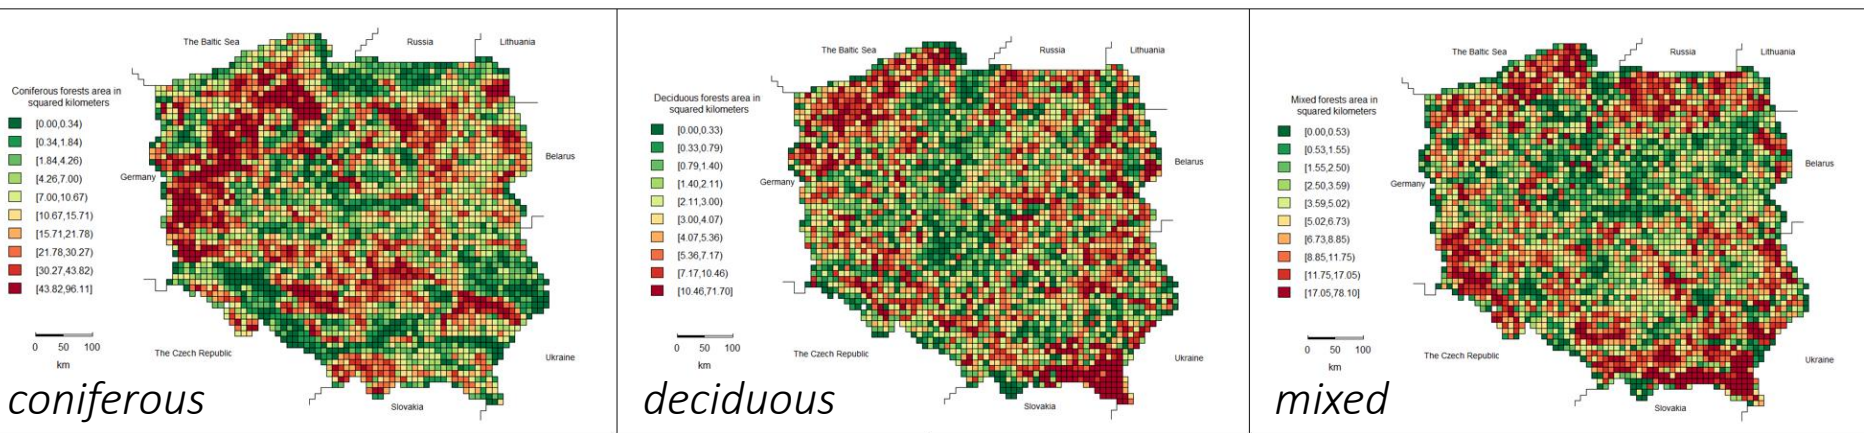 The Baltic Sea
Russia
Lithuania
Coniferous forests area in
squared kilometers
[0.00,0.34)
[0.34,1.84)
[1.84,4.26)
[4.26,7.00)
[7.00,10.67)
[10.67,15.71)
[15.71,21.78)
[21.78,30.27)
[30.27,43.82)
[43.82,96.11]
Belarus
Germany
0 50 100
km
The Czech Republic
Ukraine
Slovakia
coniferous
The Baltic Sea
Russia
Lithuania
Deciduous forests area in
squared kilometers
[0.00,0.33)
[0.33,0.79)
[0.79,1.40)
[1.40,2.11)
[2.11,3.00)
[3.00,4.07)
[4.07,5.36)
[5.36,7.17)
[7.17,10.46)
[10.46,71.70]
Belarus
Germany
0 50 100
km
The Czech Republic
Ukraine
Slovakia
deciduous
The Baltic Sea
Russia
Lithuania
Mixed forests area in
squared kilometers
[0.00,0.53)
[0.53,1.55)
[1.55,2.50)
[2.50,3.59)
[3.59,5.02)
[5.02,6.73)
[6.73,8.85)
[8.85,11.75)
[11.75,17.05)
[17.05,78.10]
Belarus
Germany
0 50 100
km
The Czech Republic
Ukraine
Slovakia
mixed